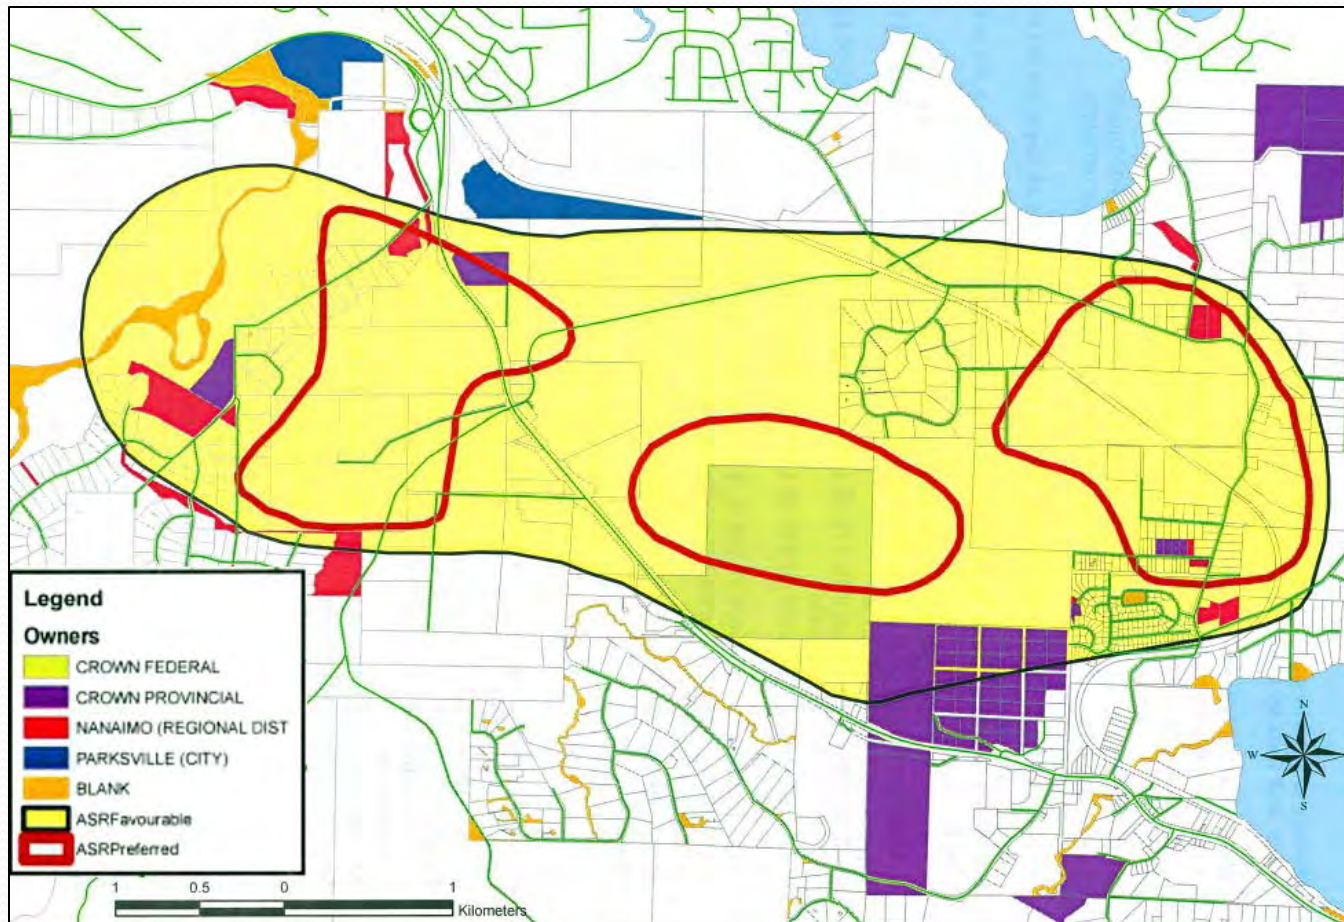 Legend
Owners
CROWN FEDERAL
CROWN PROVINCIAL
NANAIMO (REGIONAL DIST
PARKSVILLE (CITY)
BLANK
ASRFavourable
ASRPreferred
1 0.5 0 1
Kilometers
N
W E
S